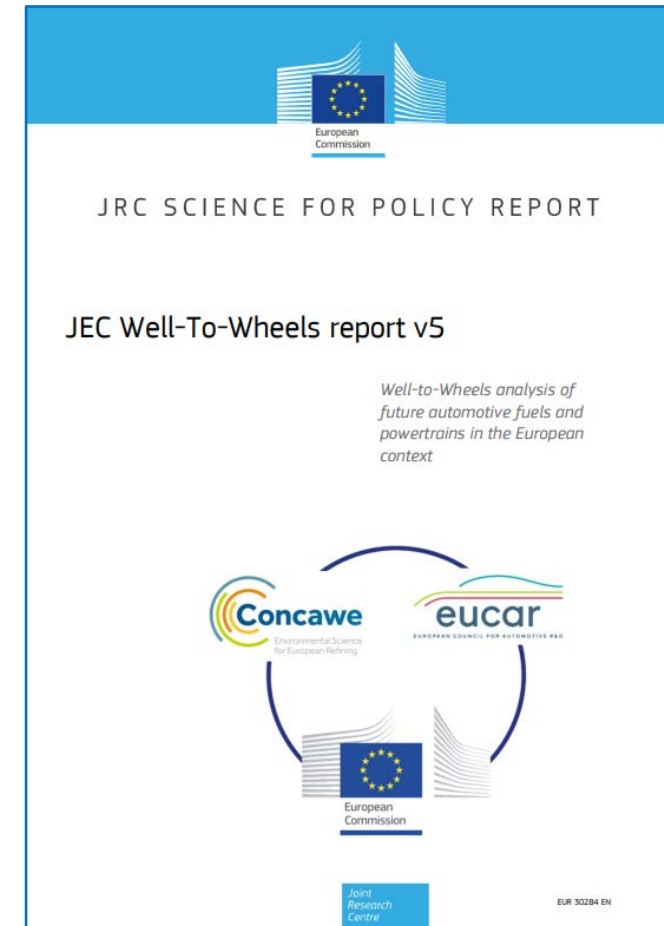 European
Commission
JRC SCIENCE FOR POLICY REPORT
JEC Well-To-Wheels report v5
Well-to-Wheels analysis of
future automotive fuels and
powertrains in the European
context
Concawe
Environmental Science
for European Refining
eucar
EUROPEAN COUNCIL FOR AUTOMOTIVE R&D
European
Commission
Joint
Research
Centre
EUR 30284 EN